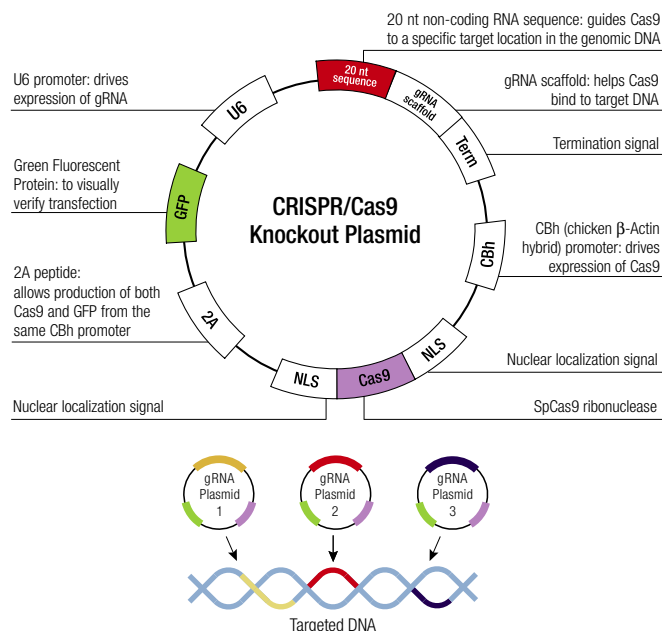 20 nt non-coding RNA sequence: guides Cas9
to a specific target location in the genomic DNA
U6 promoter: drives
expression of gRNA
gRNA scaffold: helps Cas9
bind to target DNA
Termination signal
Green Fluorescent
Protein: to visually
verify transfection
CBh (chicken β-Actin
hybrid) promoter: drives
expression of Cas9
2A peptide:
allows production of both
Cas9 and GFP from the
same CBh promoter
Nuclear localization signal
Nuclear localization signal
SpCas9 ribonuclease
20 nt
sequence
gRNA
scaffold
Term
CBh
NLS
Cas9
NLS
2A
GFP
U6
CRISPR/Cas9
Knockout Plasmid
gRNA
Plasmid
1
gRNA
Plasmid
2
gRNA
Plasmid
3
Targeted DNA